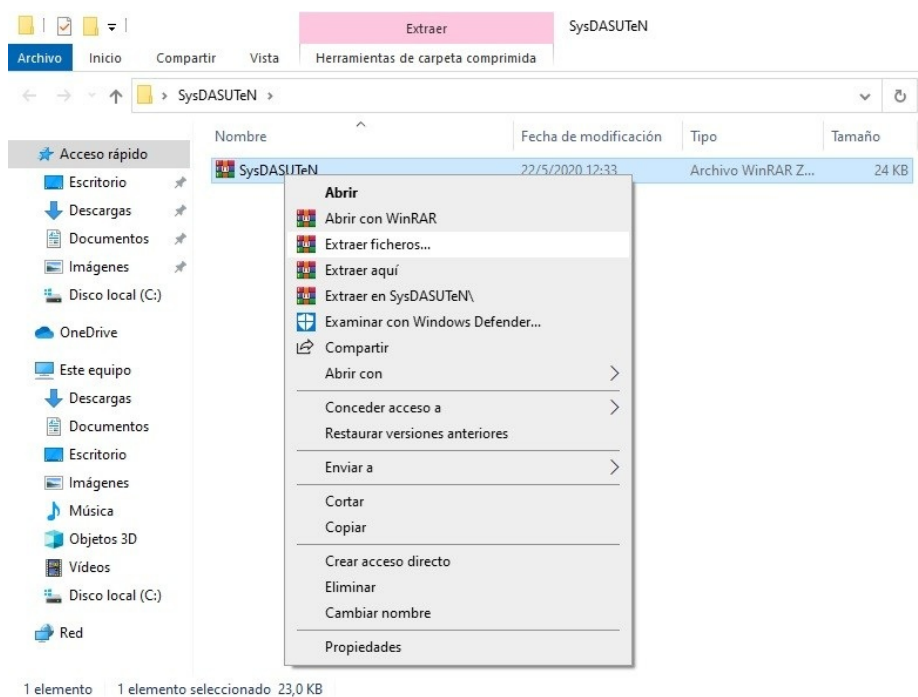 Extraer
SysDASUTeN
Archivo
Inicio
Compartir
Vista
Herramientas de carpeta comprimida
SysDASUTeN
Nombre
Fecha de modificación
Tipo
Tamaño
SysDASUTeN
22/5/2020 12:33
Archivo WinRAR Z...
24 KB
Acceso rápido
Escritorio
Descargas
Documentos
Imágenes
Disco local (C:)
OneDrive
Este equipo
Descargas
Documentos
Escritorio
Imágenes
Música
Objetos 3D
Vídeos
Disco local (C:)
Red
Abrir
Abrir con WinRAR
Extraer ficheros...
Extraer aquí
Extraer en SysDASUTeN\
Examinar con Windows Defender...
Compartir
Abrir con
Conceder acceso a
Restaurar versiones anteriores
Enviar a
Cortar
Copiar
Crear acceso directo
Eliminar
Cambiar nombre
Propiedades
1 elemento
1 elemento seleccionado 23,0 KB